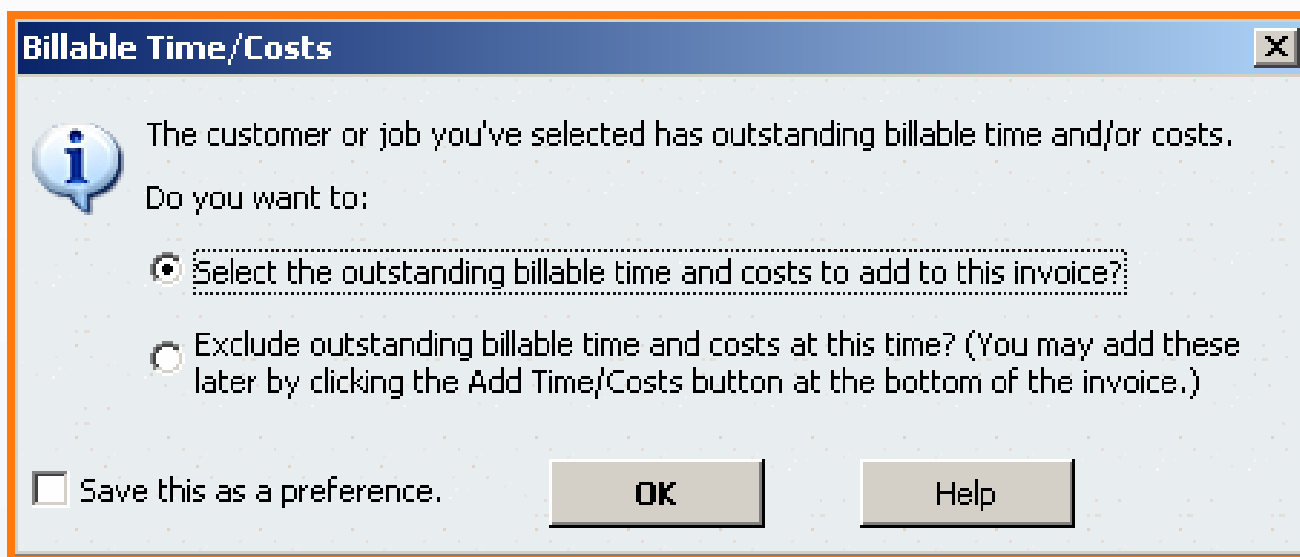 Billable Time/Costs
The customer or job you've selected has outstanding billable time and/or costs.
Do you want to:
Select the outstanding billable time and costs to add to this invoice?
Exclude outstanding billable time and costs at this time? (You may add these
later by clicking the Add Time/Costs button at the bottom of the invoice.)
Save this as a preference.
OK
Help